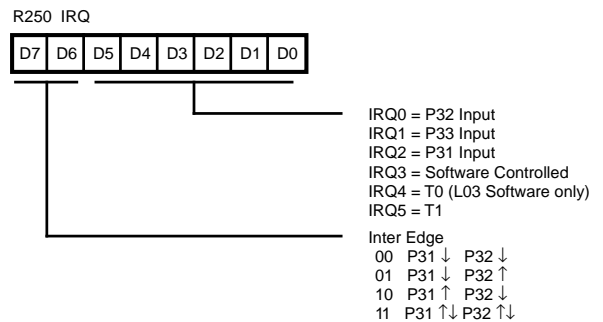 R250 IRQ
D7 D6 D5 D4 D3 D2 D1 D0
IRQ0 = P32 Input
IRQ1 = P33 Input
IRQ2 = P31 Input
IRQ3 = Software Controlled
IRQ4 = T0 (L03 Software only)
IRQ5 = T1
Inter Edge
00 P31 ↓ P32 ↓
01 P31 ↓ P32 ↑
10 P31 ↑ P32 ↓
11 P31 ↑↓ P32 ↑↓